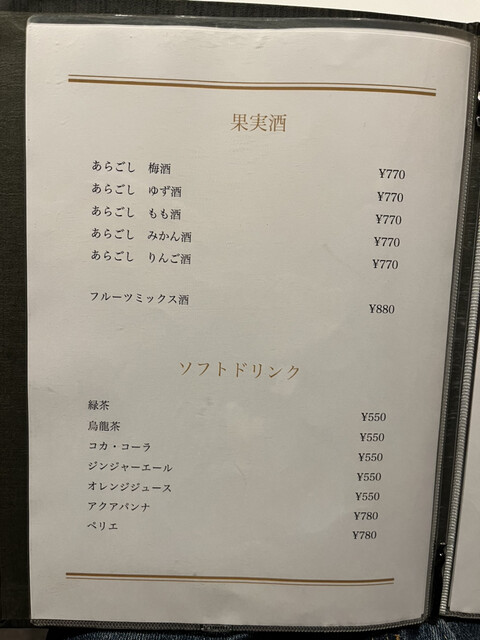 果実酒
あらごし　梅酒　¥770
あらごし　ゆず酒　¥770
あらごし　もも酒　¥770
あらごし　みかん酒　¥770
あらごし　りんご酒　¥770
フルーツミックス酒　¥880
ソフトドリンク
緑茶　¥550
烏龍茶　¥550
コカ・コーラ　¥550
ジンジャーエール　¥550
オレンジジュース　¥550
アクアパンナ　¥780
ペリエ　¥780